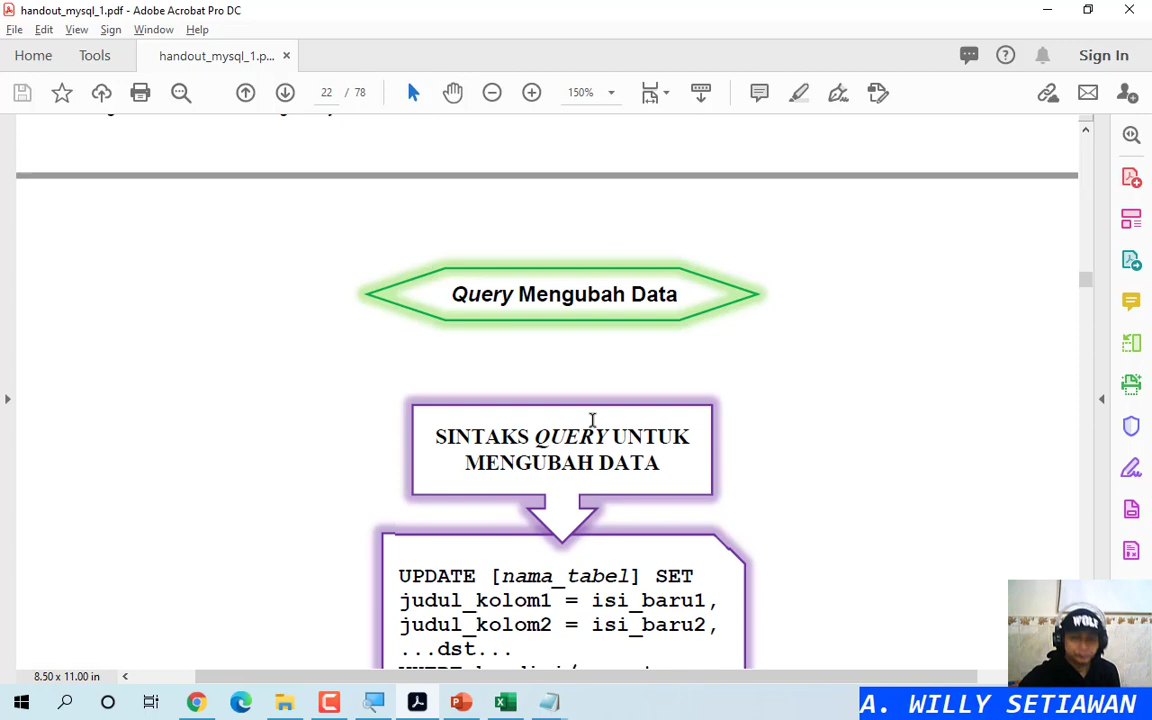 handout_mysql_1.pdf - Adobe Acrobat Pro DC
File Edit View Sign Window Help
Home Tools handout_mysql_1.p... × Sign In
22 / 78 150%
Query Mengubah Data
SINTAKS QUERY UNTUK
MENGUBAH DATA
UPDATE [nama_tabel] SET
judul_kolom1 = isi_baru1,
judul_kolom2 = isi_baru2,
...dst...
8.50 x 11.00 in
WOLF
A. WILLY SETIAWAN